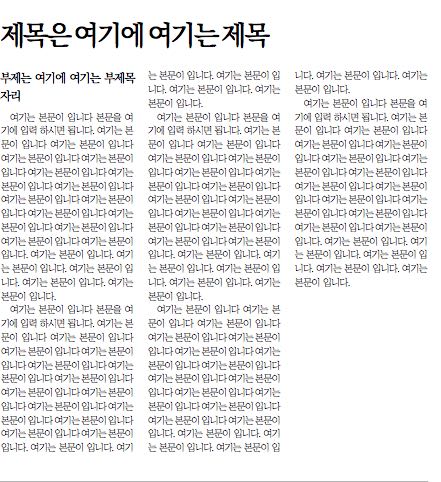 제목은 여기에 여기는 제목
부제는 여기에 여기는 부제목
자리
여기는 본문이 입니다 본문을 여
기에 입력 하시면 됩니다. 여기는 본
문이 입니다 여기는 본문이 입니다
여기는 본문이 입니다 여기는 본문이
입니다 여기는 본문이 입니다 여기는
본문이 입니다 여기는 본문이 입니다
여기는 본문이 입니다 여기는 본문이
입니다 여기는 본문이 입니다 여기는
본문이 입니다 여기는 본문이 입니다
여기는 본문이 입니다 여기는 본문이
입니다. 여기는 본문이 입니다. 여기
는 본문이 입니다. 여기는 본문이 입
니다. 여기는 본문이 입니다. 여기는
본문이 입니다.
여기는 본문이 입니다 본문을 여
기에 입력 하시면 됩니다. 여기는 본
문이 입니다 여기는 본문이 입니다
여기는 본문이 입니다 여기는 본문이
입니다 여기는 본문이 입니다 여기는
본문이 입니다 여기는 본문이 입니다
여기는 본문이 입니다 여기는 본문이
입니다 여기는 본문이 입니다 여기는
본문이 입니다 여기는 본문이 입니다
여기는 본문이 입니다 여기는 본문이
입니다. 여기는 본문이 입니다. 여기
는 본문이 입니다. 여기는 본문이 입
니다. 여기는 본문이 입니다. 여기는
본문이 입니다.
여기는 본문이 입니다 본문을 여
기에 입력 하시면 됩니다. 여기는 본
문이 입니다 여기는 본문이 입니다
여기는 본문이 입니다 여기는 본문이
입니다 여기는 본문이 입니다 여기는
본문이 입니다 여기는 본문이 입니다
여기는 본문이 입니다 여기는 본문이
입니다 여기는 본문이 입니다 여기는
본문이 입니다 여기는 본문이 입니다
여기는 본문이 입니다 여기는 본문이
입니다. 여기는 본문이 입니다. 여기
는 본문이 입니다. 여기는 본문이 입
니다. 여기는 본문이 입니다. 여기는
본문이 입니다.
여기는 본문이 입니다 여기는 본
문이 입니다 여기는 본문이 입니다
여기는 본문이 입니다 여기는 본문이
입니다 여기는 본문이 입니다 여기는
본문이 입니다 여기는 본문이 입니다
여기는 본문이 입니다 여기는 본문이
입니다 여기는 본문이 입니다 여기는
본문이 입니다 여기는 본문이 입니다
여기는 본문이 입니다 여기는 본문이
입니다. 여기는 본문이 입니다. 여기
는 본문이 입니다. 여기는 본문이 입
니다. 여기는 본문이 입니다. 여기는
본문이 입니다.
여기는 본문이 입니다 본문을 여
기에 입력 하시면 됩니다. 여기는 본
문이 입니다 여기는 본문이 입니다
여기는 본문이 입니다 여기는 본문이
입니다 여기는 본문이 입니다 여기는
본문이 입니다 여기는 본문이 입니다
여기는 본문이 입니다 여기는 본문이
입니다 여기는 본문이 입니다 여기는
본문이 입니다 여기는 본문이 입니다
여기는 본문이 입니다 여기는 본문이
입니다. 여기는 본문이 입니다. 여기
는 본문이 입니다. 여기는 본문이 입
니다. 여기는 본문이 입니다. 여기는
본문이 입니다.